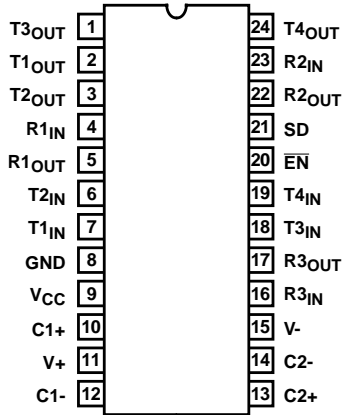 T3OUT 1 24 T4OUT
T1OUT 2 23 R2IN
T2OUT 3 22 R2OUT
R1IN 4 21 SD
R1OUT 5 20 E̅N̅
T2IN 6 19 T4IN
T1IN 7 18 T3IN
GND 8 17 R3OUT
VCC 9 16 R3IN
C1+ 10 15 V-
V+ 11 14 C2-
C1- 12 13 C2+